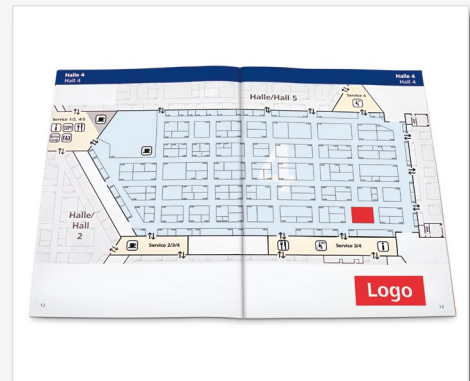 Halle 4
Hall 4
Halle 4
Hall 4
Halle/Hall 5
Service 4
Service 1/2, 4/5
FAX
Halle/
Hall
2
Service 2/3/4
Service 3/4
Logo
12
13